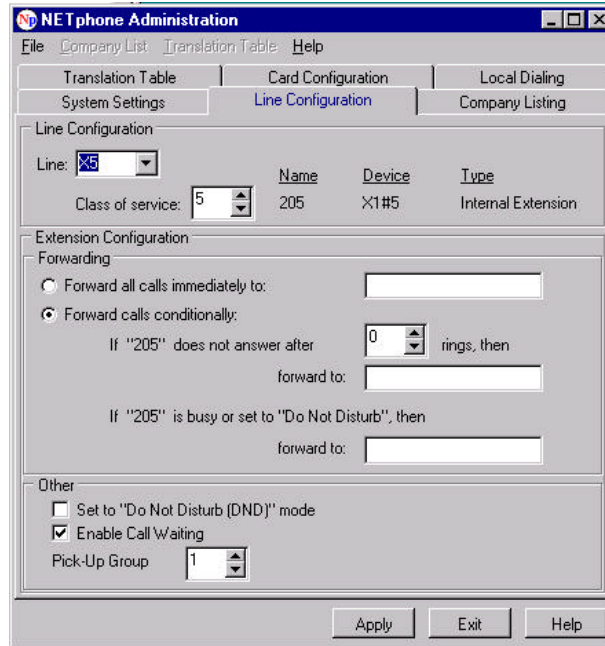 Np NETphone Administration
File Company List Translation Table Help
Translation Table Card Configuration Local Dialing
System Settings Line Configuration Company Listing
Line Configuration
Line: X5
Name Device Type
Class of service: 5 205 X1#5 Internal Extension
Extension Configuration
Forwarding
Forward all calls immediately to:
Forward calls conditionally:
If "205" does not answer after 0 rings, then
forward to:
If "205" is busy or set to "Do Not Disturb", then
forward to:
Other
Set to "Do Not Disturb (DND)" mode
Enable Call Waiting
Pick-Up Group 1
Apply Exit Help